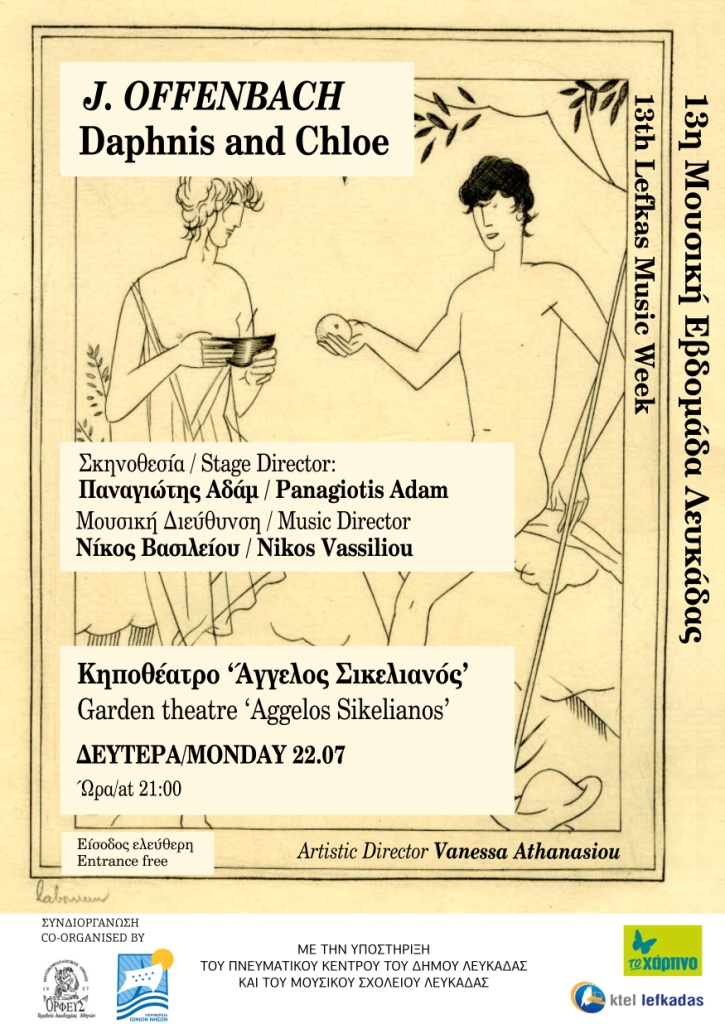 J. OFFENBACH
Daphnis and Chloe
13η Μουσική Εβδομάδα Λευκάδας
13th Lefkas Music Week
Σκηνοθεσία / Stage Director:
Παναγιώτης Αδάμ / Panagiotis Adam
Μουσική Διεύθυνση / Music Director
Νίκος Βασιλείου / Nikos Vassiliou
Κηποθέατρο ‘Άγγελος Σικελιανός’
Garden theatre ‘Aggelos Sikelianos’
ΔΕΥΤΕΡΑ/MONDAY 22.07
Ώρα/at 21:00
Είσοδος ελεύθερη
Entrance free
Artistic Director Vanessa Athanasiou
ΣΥΝΔΙΟΡΓΑΝΩΣΗ
CO-ORGANISED BY
ΟΡΦΕΥΣ
ΠΕΡΙΦΕΡΕΙΑ
ΙΟΝΙΩΝ ΝΗΣΩΝ
ΜΕ ΤΗΝ ΥΠΟΣΤΗΡΙΞΗ
ΤΟΥ ΠΝΕΥΜΑΤΙΚΟΥ ΚΕΝΤΡΟΥ ΤΟΥ ΔΗΜΟΥ ΛΕΥΚΑΔΑΣ
ΚΑΙ ΤΟΥ ΜΟΥΣΙΚΟΥ ΣΧΟΛΕΙΟΥ ΛΕΥΚΑΔΑΣ
το χάρτινο
ktel lefkadas